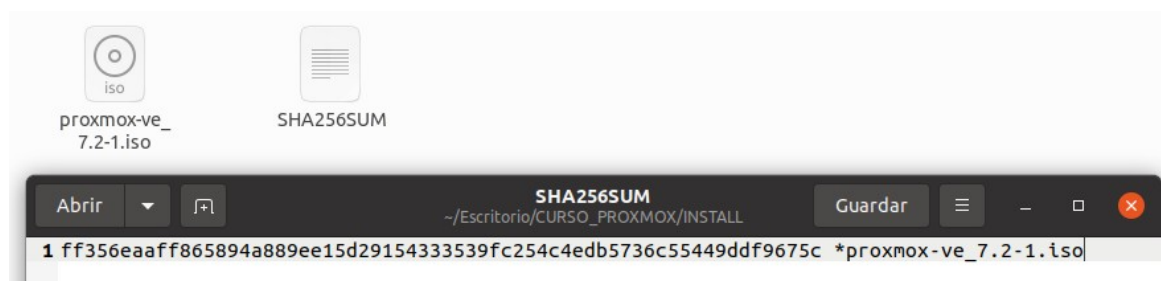 iso
proxmox-ve_
7.2-1.iso
SHA256SUM
Abrir
SHA256SUM
Guardar
~/Escritorio/CURSO_PROXMOX/INSTALL
1 ff356eaaff865894a889ee15d29154333539fc254c4edb5736c55449ddf9675c *proxmox-ve_7.2-1.iso